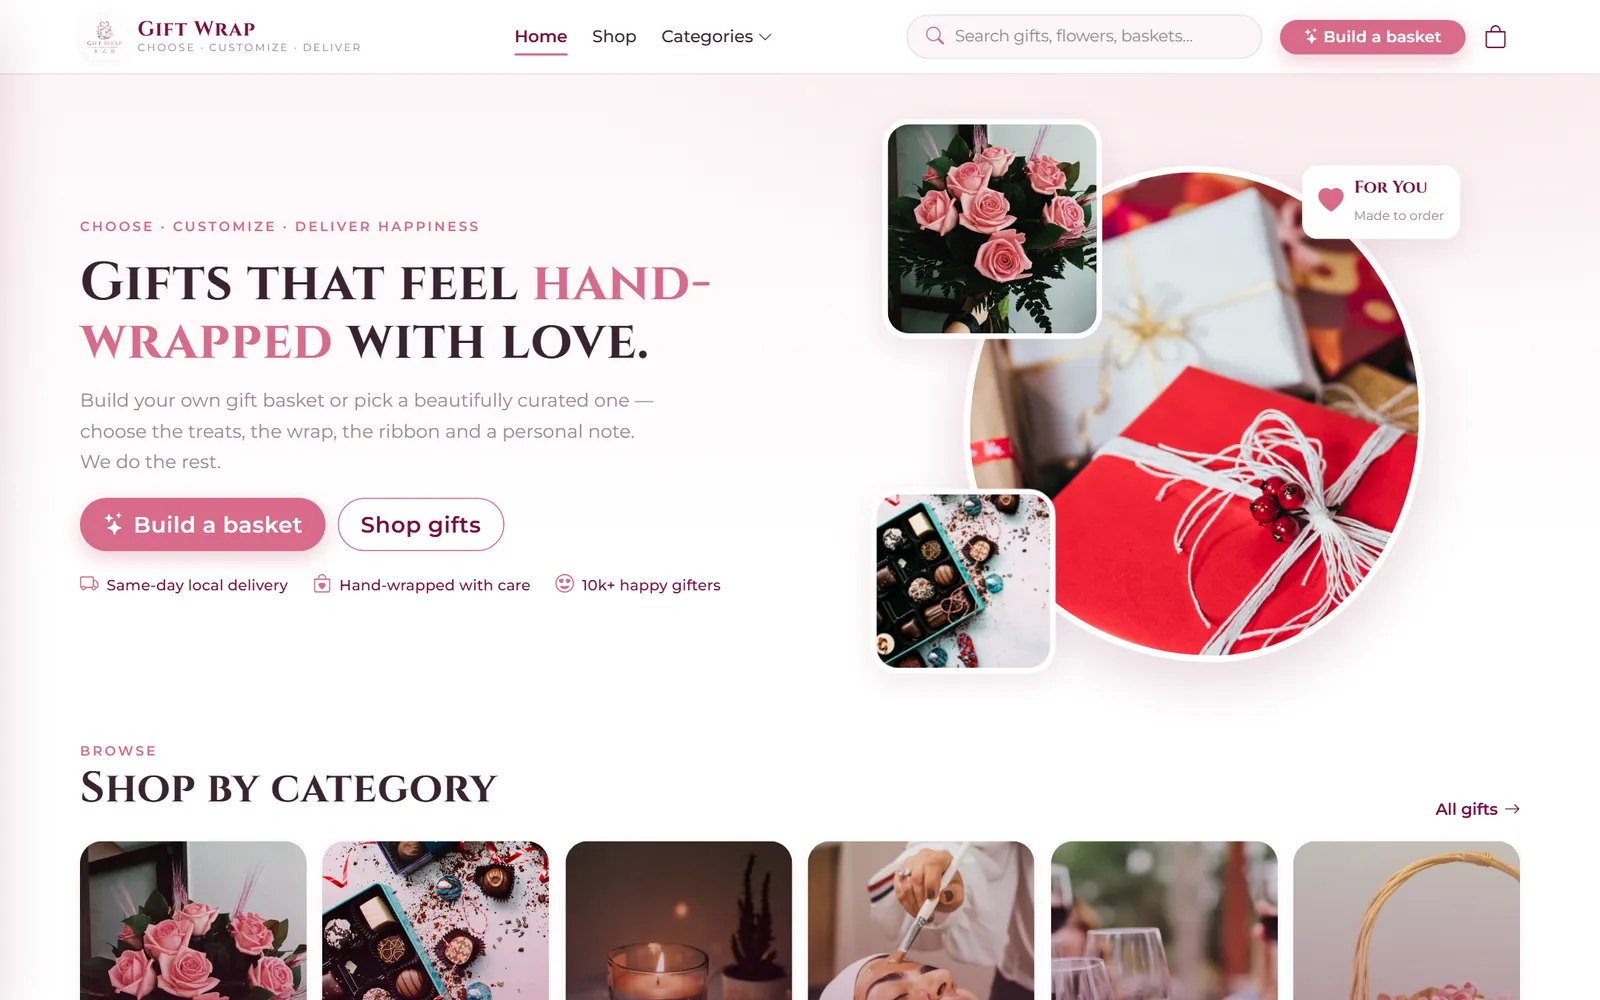 GIFT WRAP
GIFT WRAP
CHOOSE · CUSTOMIZE · DELIVER
Home
Shop
Categories
Search gifts, flowers, baskets...
Build a basket
FOR YOU
Made to order
CHOOSE · CUSTOMIZE · DELIVER HAPPINESS
GIFTS THAT FEEL HAND-
WRAPPED WITH LOVE.
Build your own gift basket or pick a beautifully curated one —
choose the treats, the wrap, the ribbon and a personal note.
We do the rest.
Build a basket
Shop gifts
Same-day local delivery
Hand-wrapped with care
10k+ happy gifters
BROWSE
SHOP BY CATEGORY
All gifts →